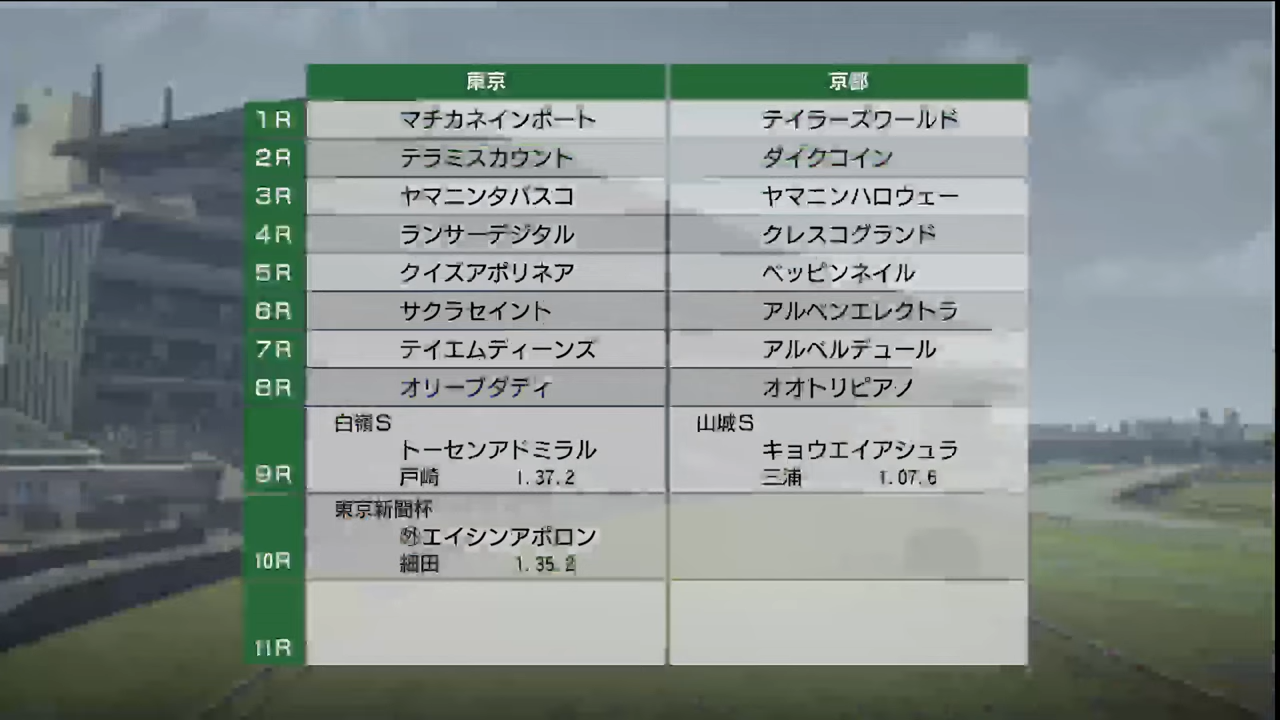 東京 京都
1R マチカネインポート テイラーズワールド
2R テラミスカウント ダイクコイン
3R ヤマニンタバスコ ヤマニンハロウェー
4R ランサーデジタル クレスコグランド
5R クイズアポリネア ベッピンネイル
6R サクラセイント アルベンエレクトラ
7R テイエムディーンズ アルベルデュール
8R オリーブダディ オオトリピアノ
白嶺S 山城S
トーセンアドミラル キョウエイアシュラ
9R 戸崎 1.37.2 三浦 1.07.6
東京新聞杯
㊕エイシンアポロン
10R 細田 1.35.2
11R